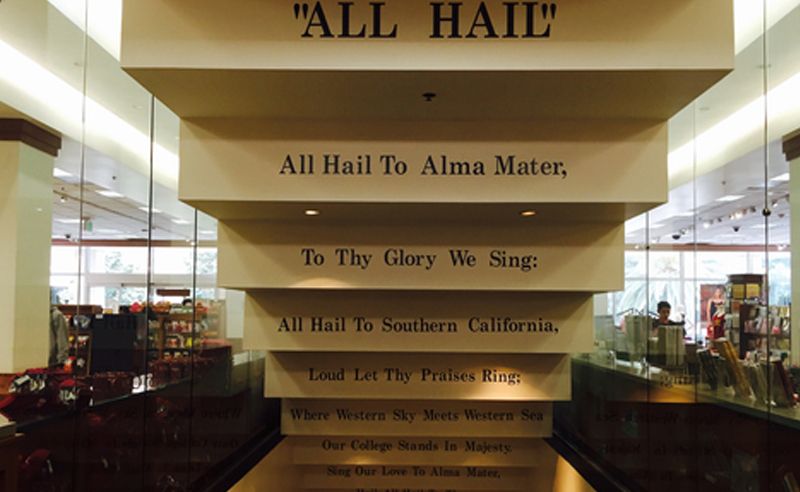 "ALL HAIL"
All Hail To Alma Mater,
To Thy Glory We Sing:
All Hail To Southern California,
Loud Let Thy Praises Ring;
Where Western Sky Meets Western Sea
Our College Stands In Majesty.
Sing Our Love To Alma Mater,